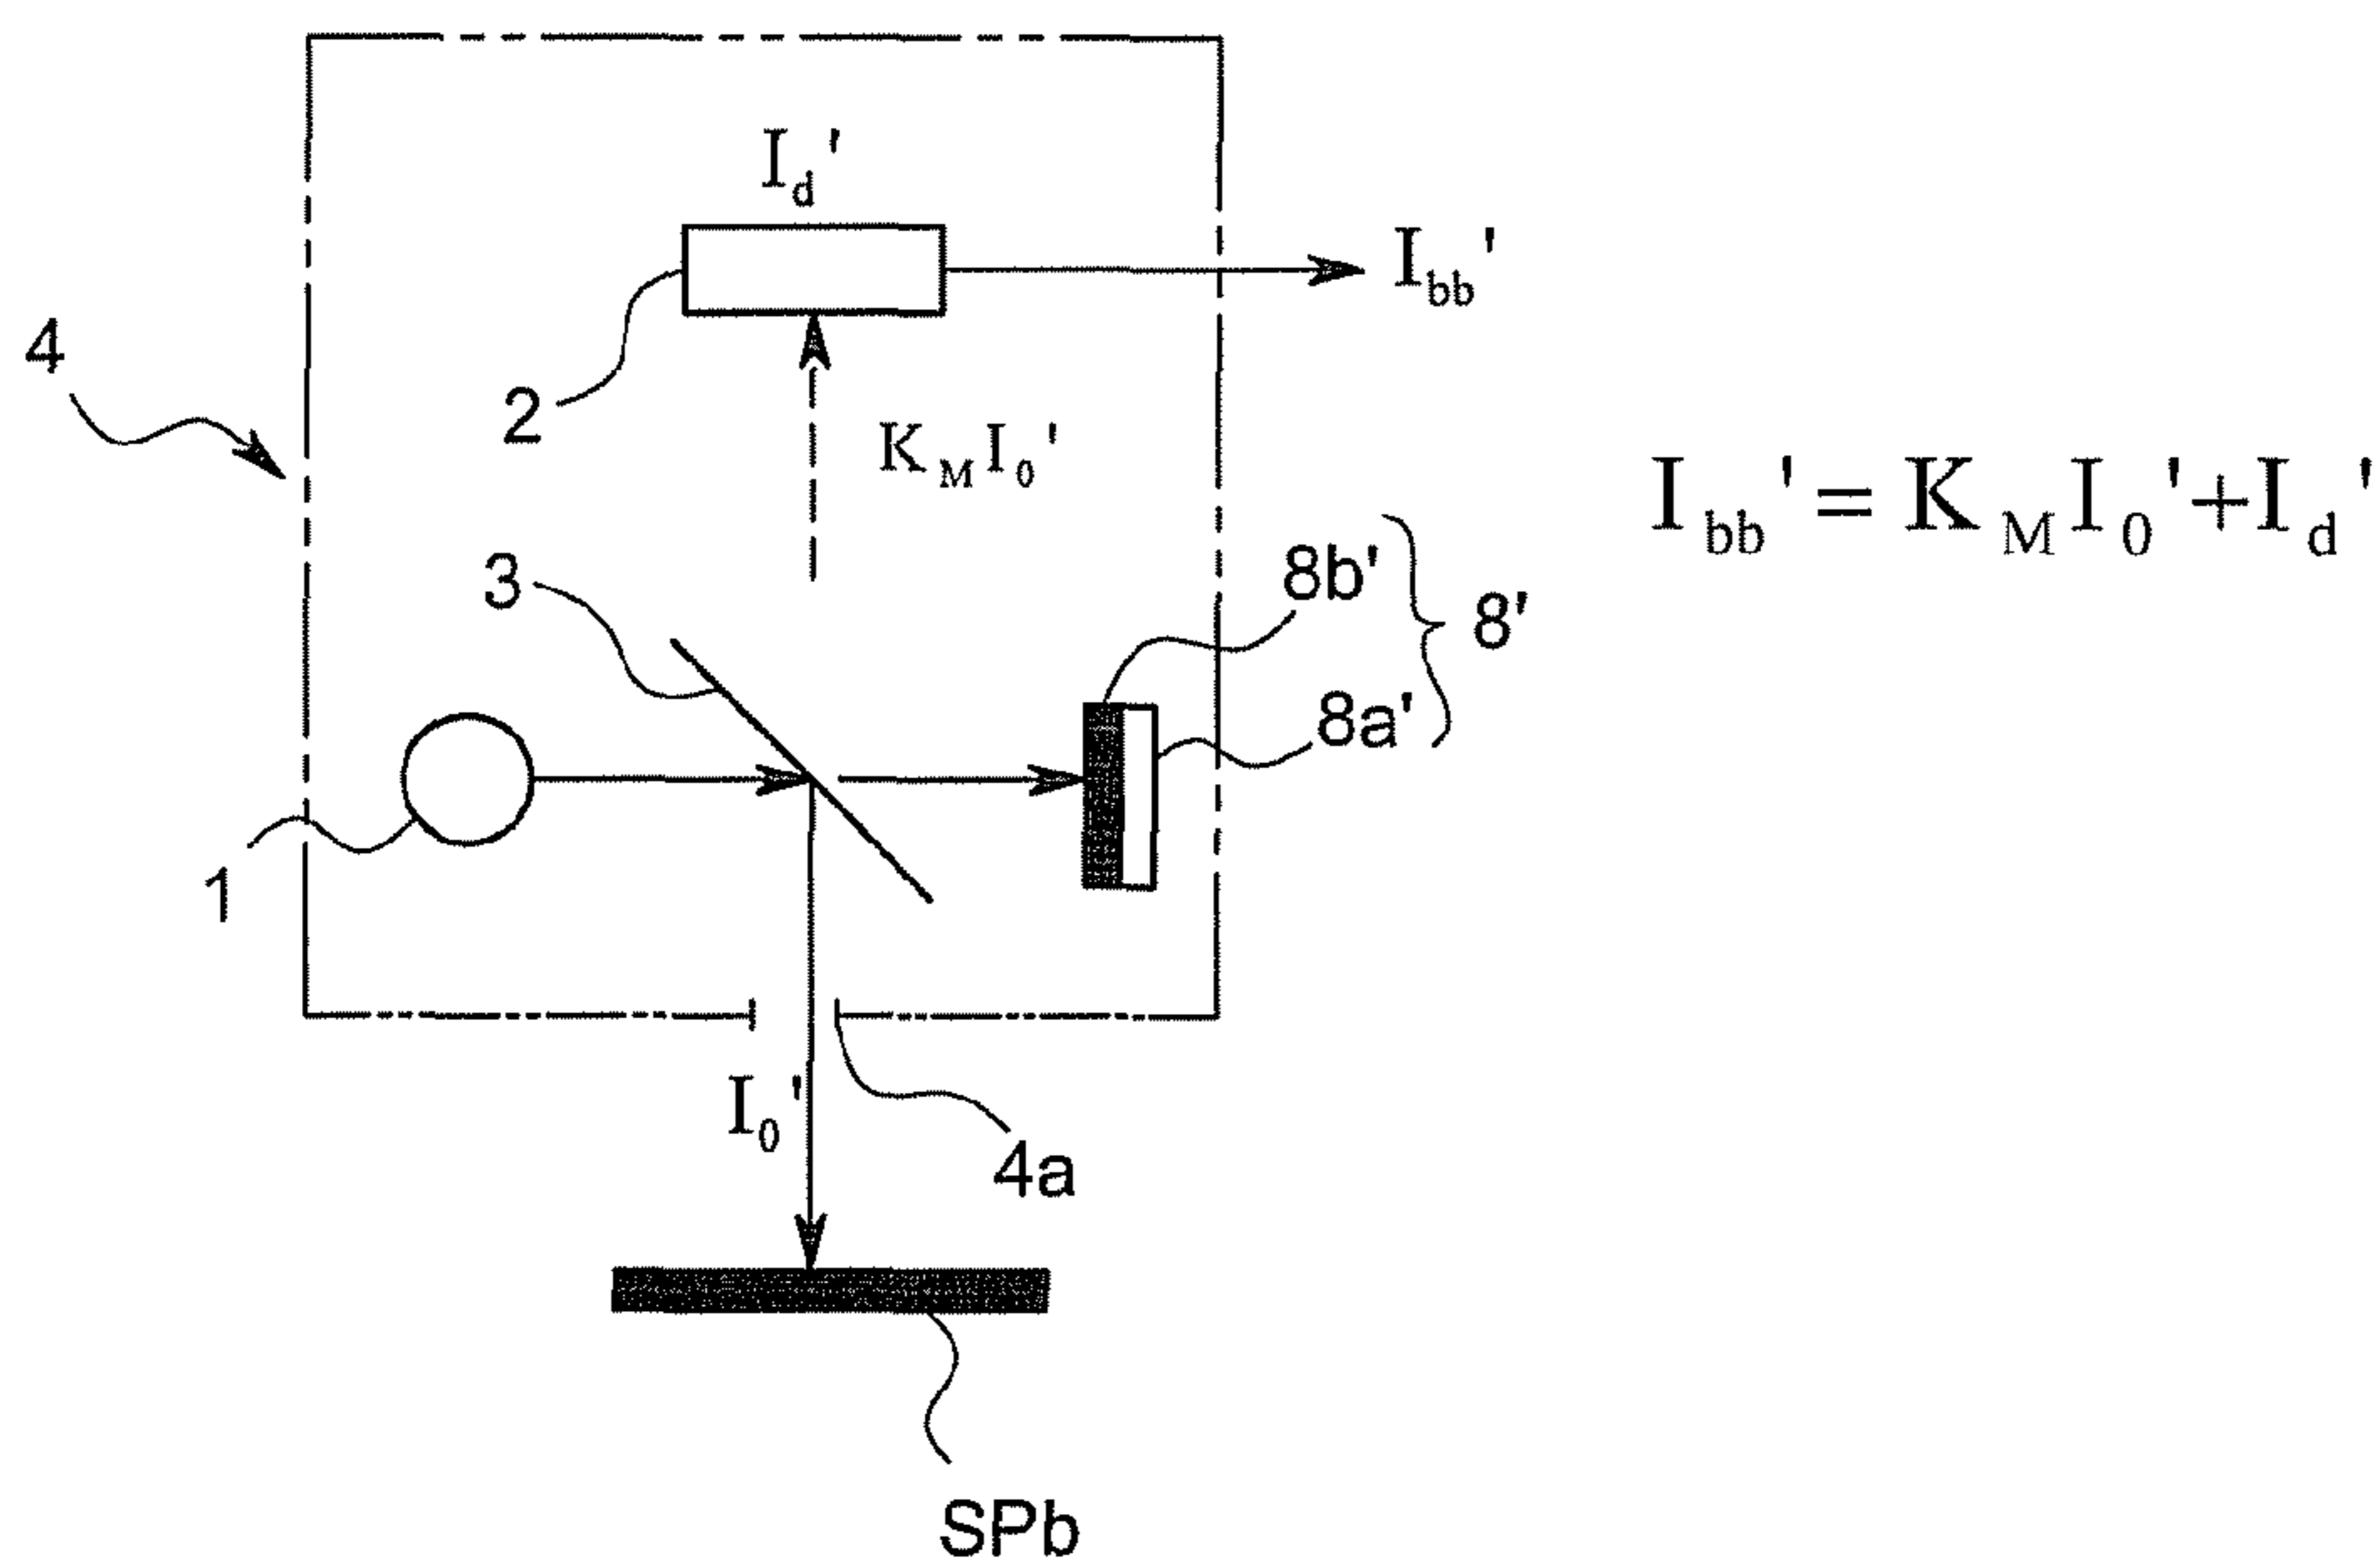 I_d'
I_bb'
4
2
K_M I_0'
I_bb' = K_M I_0' + I_d'
3
8b'
8'
8a'
1
I_0'
4a
SPb